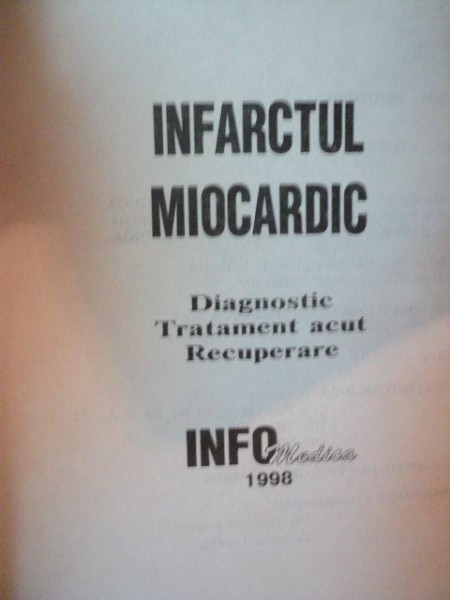 INFARCTUL
MIOCARDIC
Diagnostic
Tratament acut
Recuperare
INFO Medica
1998